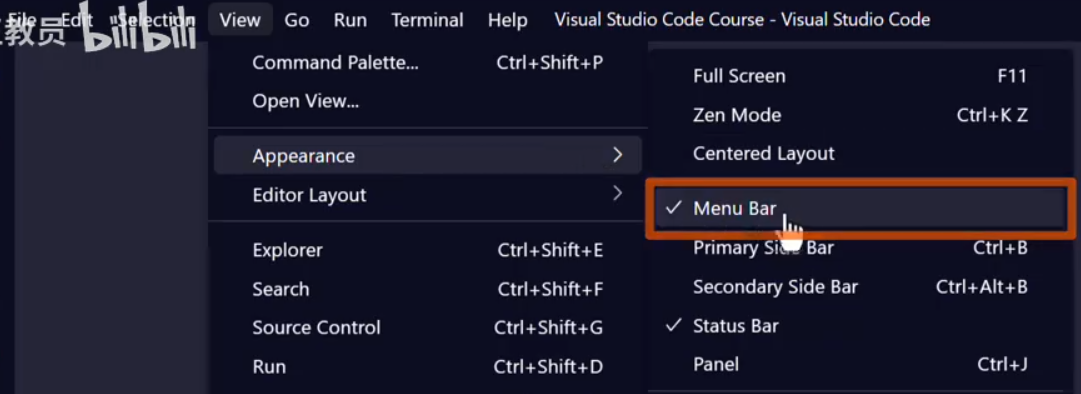 File Edit Selection View Go Run Terminal Help Visual Studio Code Course - Visual Studio Code
教员 bilibili
Command Palette... Ctrl+Shift+P
Open View...
Appearance
Editor Layout
Explorer Ctrl+Shift+E
Search Ctrl+Shift+F
Source Control Ctrl+Shift+G
Run Ctrl+Shift+D
Full Screen F11
Zen Mode Ctrl+K Z
Centered Layout
Menu Bar
Primary Side Bar Ctrl+B
Secondary Side Bar Ctrl+Alt+B
Status Bar
Panel Ctrl+J